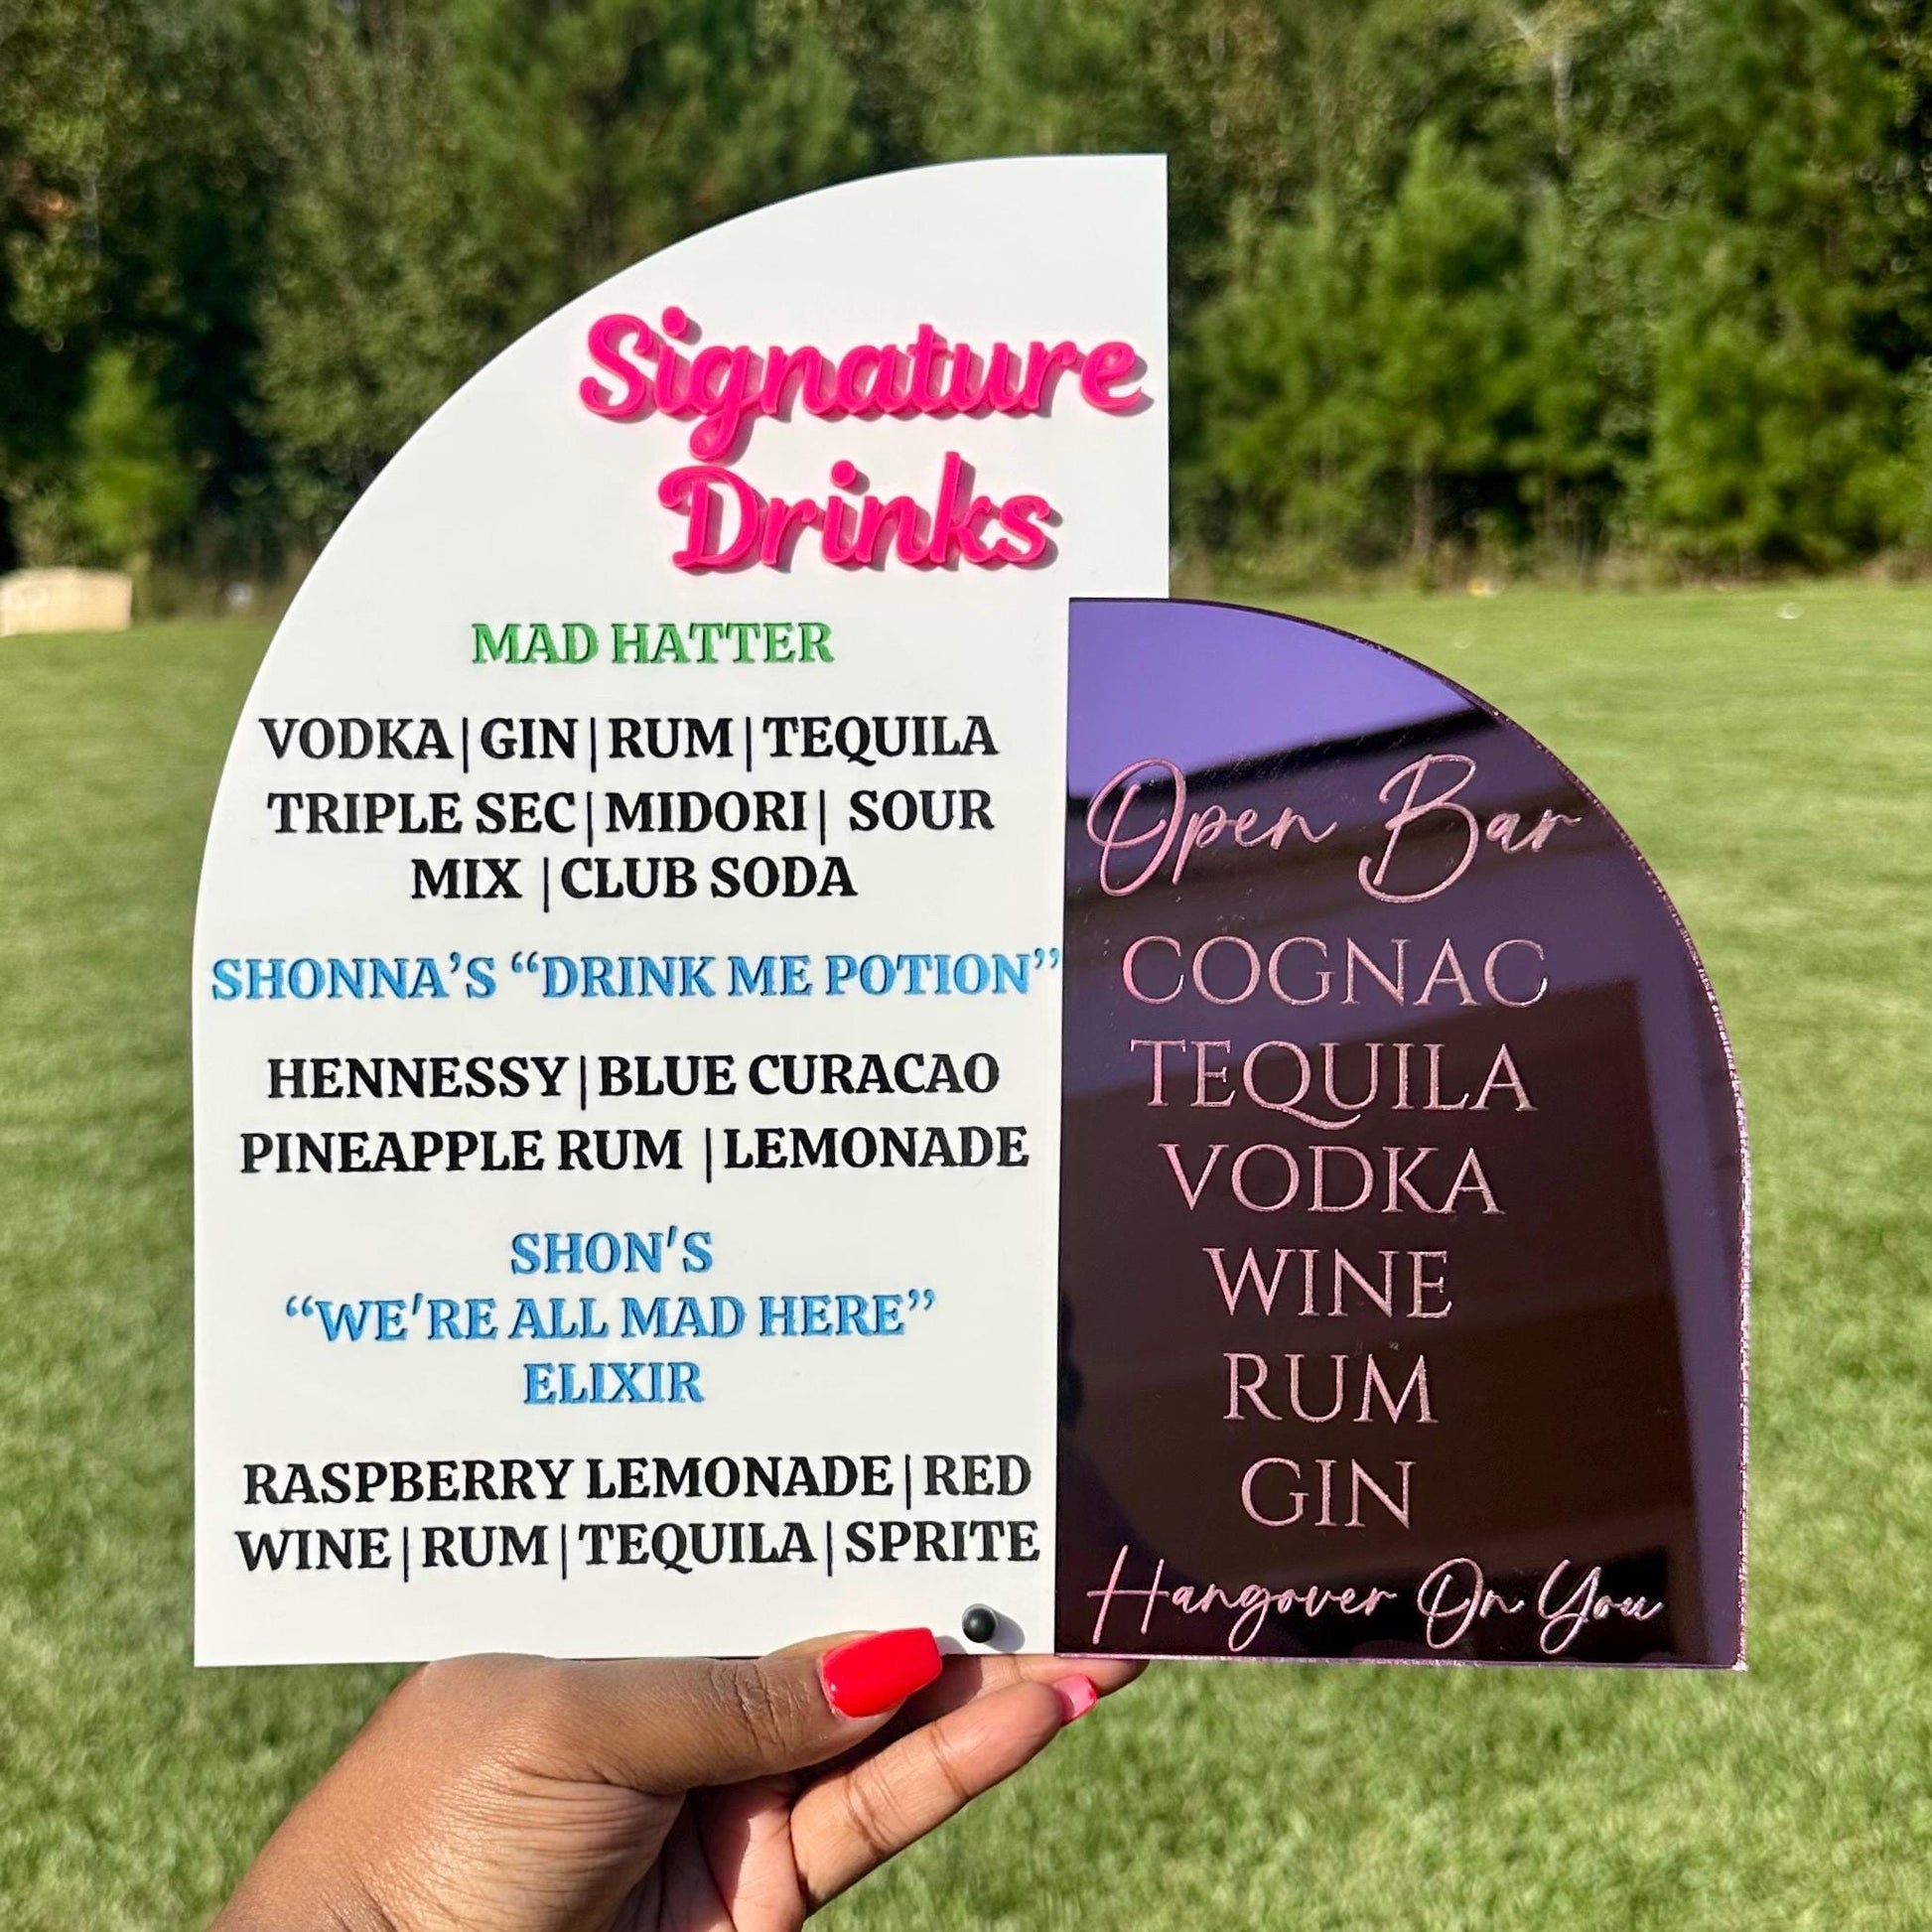 Signature
Drinks
MAD HATTER
VODKA|GIN|RUM|TEQUILA
TRIPLE SEC|MIDORI| SOUR
MIX |CLUB SODA
SHONNA’S “DRINK ME POTION”
HENNESSY|BLUE CURACAO
PINEAPPLE RUM |LEMONADE
SHON'S
“WE'RE ALL MAD HERE”
ELIXIR
RASPBERRY LEMONADE|RED
WINE|RUM|TEQUILA|SPRITE
Open Bar
COGNAC
TEQUILA
VODKA
WINE
RUM
GIN
Hangover On You